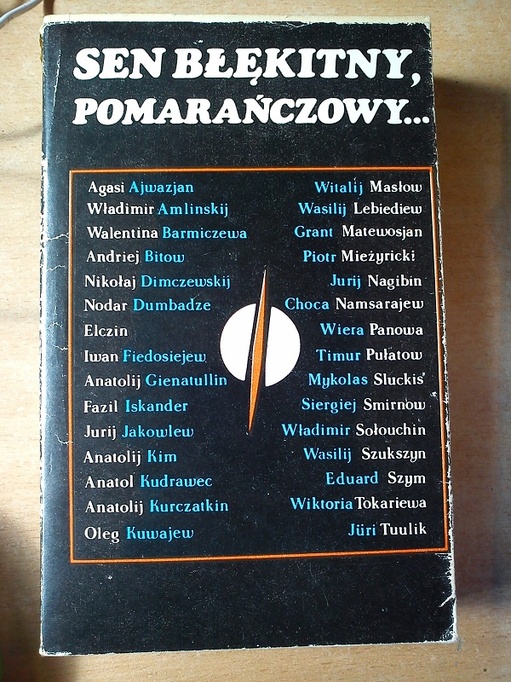 SEN BŁĘKITNY,
POMARAŃCZOWY...
Agasi Ajwazjan
Władimir Amlinskij
Walentina Barmiczewa
Andriej Bitow
Nikołaj Dimczewskij
Nodar Dumbadze
Elczin
Iwan Fiedosiejew
Anatolij Gienatullin
Fazil Iskander
Jurij Jakowlew
Anatolij Kim
Anatol Kudrawec
Anatolij Kurczatkin
Oleg Kuwajew
Witalij Masłow
Wasilij Lebiediew
Grant Matewosjan
Piotr Mieżyricki
Jurij Nagibin
Choca Namsarajew
Wiera Panowa
Timur Pułatow
Mykolas Sluckis
Siergiej Smirnow
Władimir Sołouchin
Wasilij Szukszyn
Eduard Szym
Wiktoria Tokariewa
Jüri Tuulik